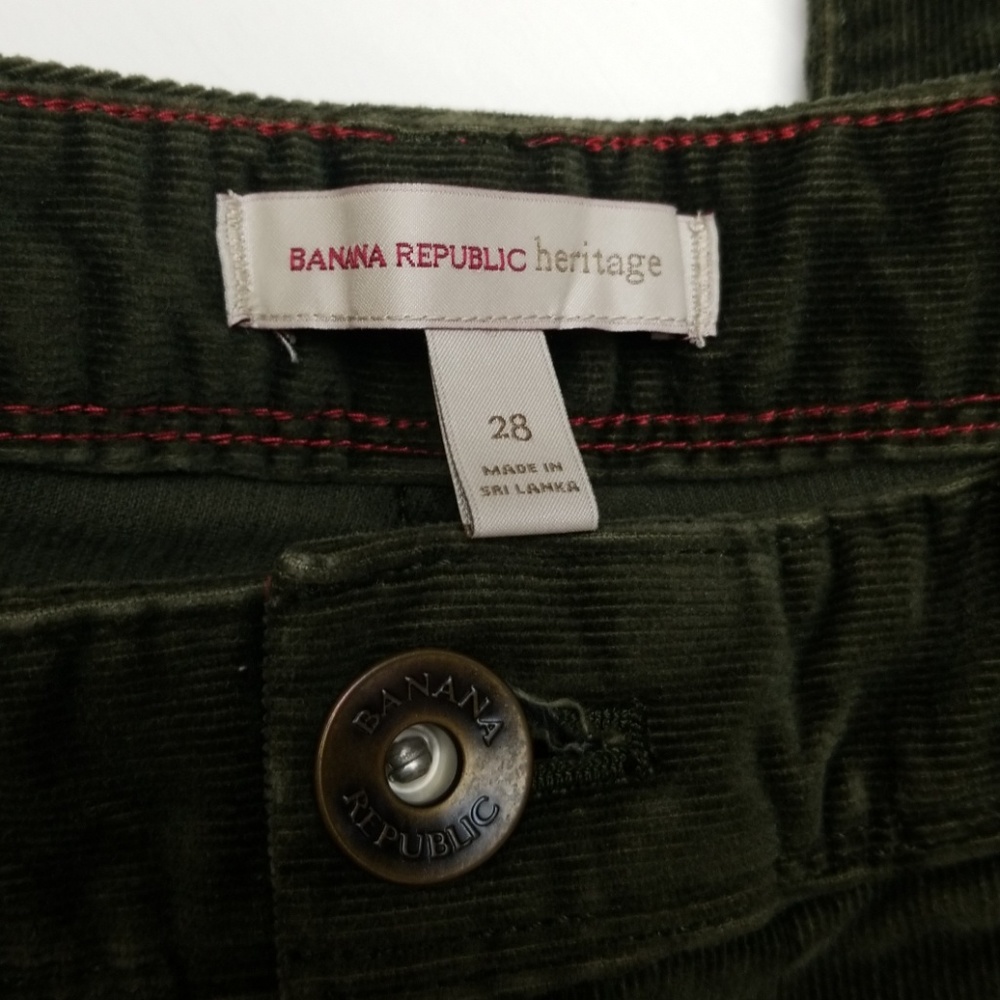 BANANA REPUBLIC heritage
28
MADE IN
SRI LANKA
BANANA
REPUBLIC